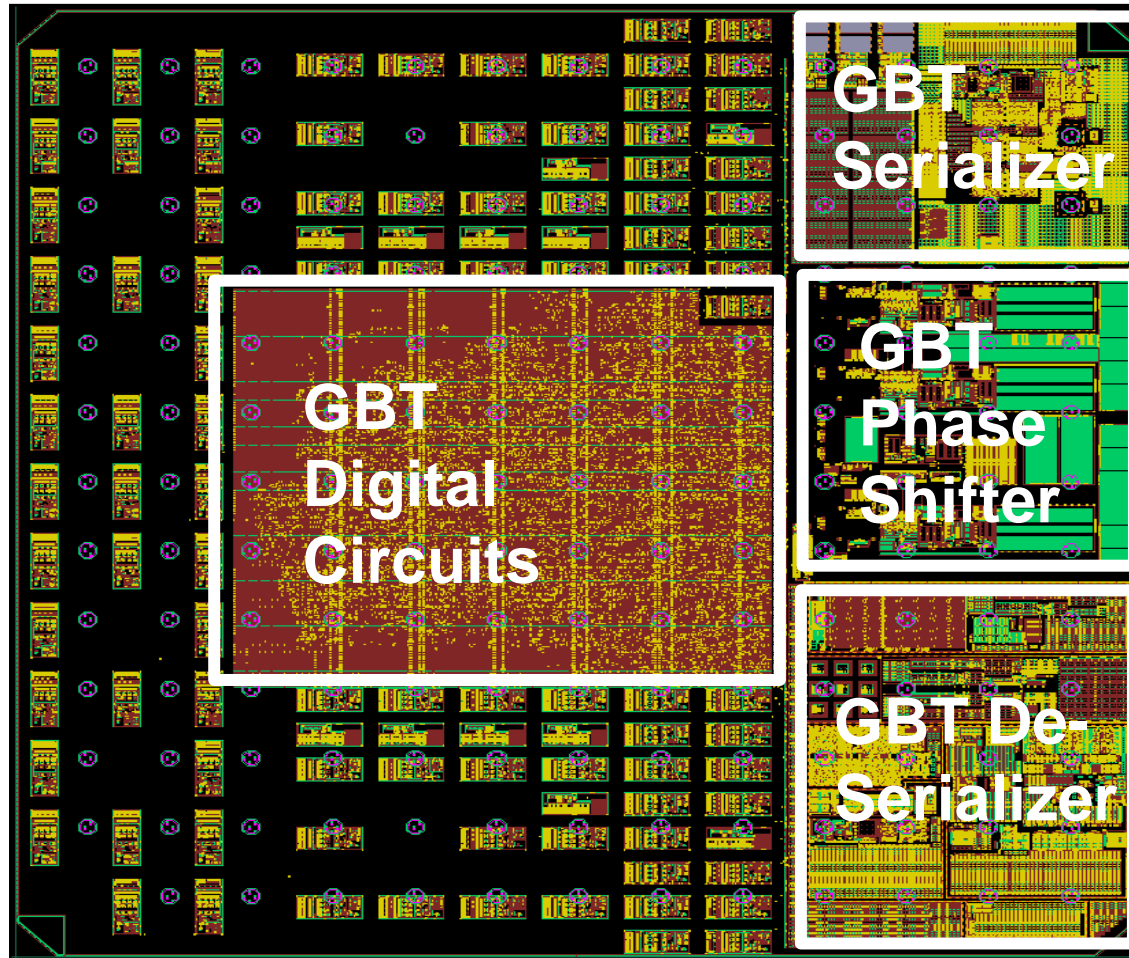 GBT
Serializer
GBT
Phase
Shifter
GBT
Digital
Circuits
GBT De-
Serializer